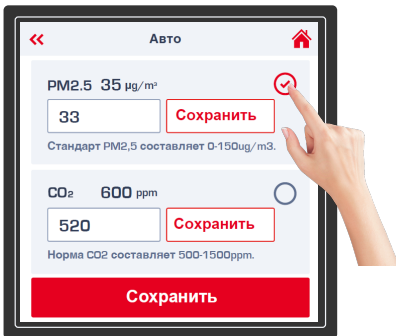 Авто
PM2.5 35 µg/m³
33 Сохранить
Стандарт PM2,5 составляет 0-150ug/m3.
CO₂ 600 ppm
520 Сохранить
Норма CO2 составляет 500-1500ppm.
Сохранить